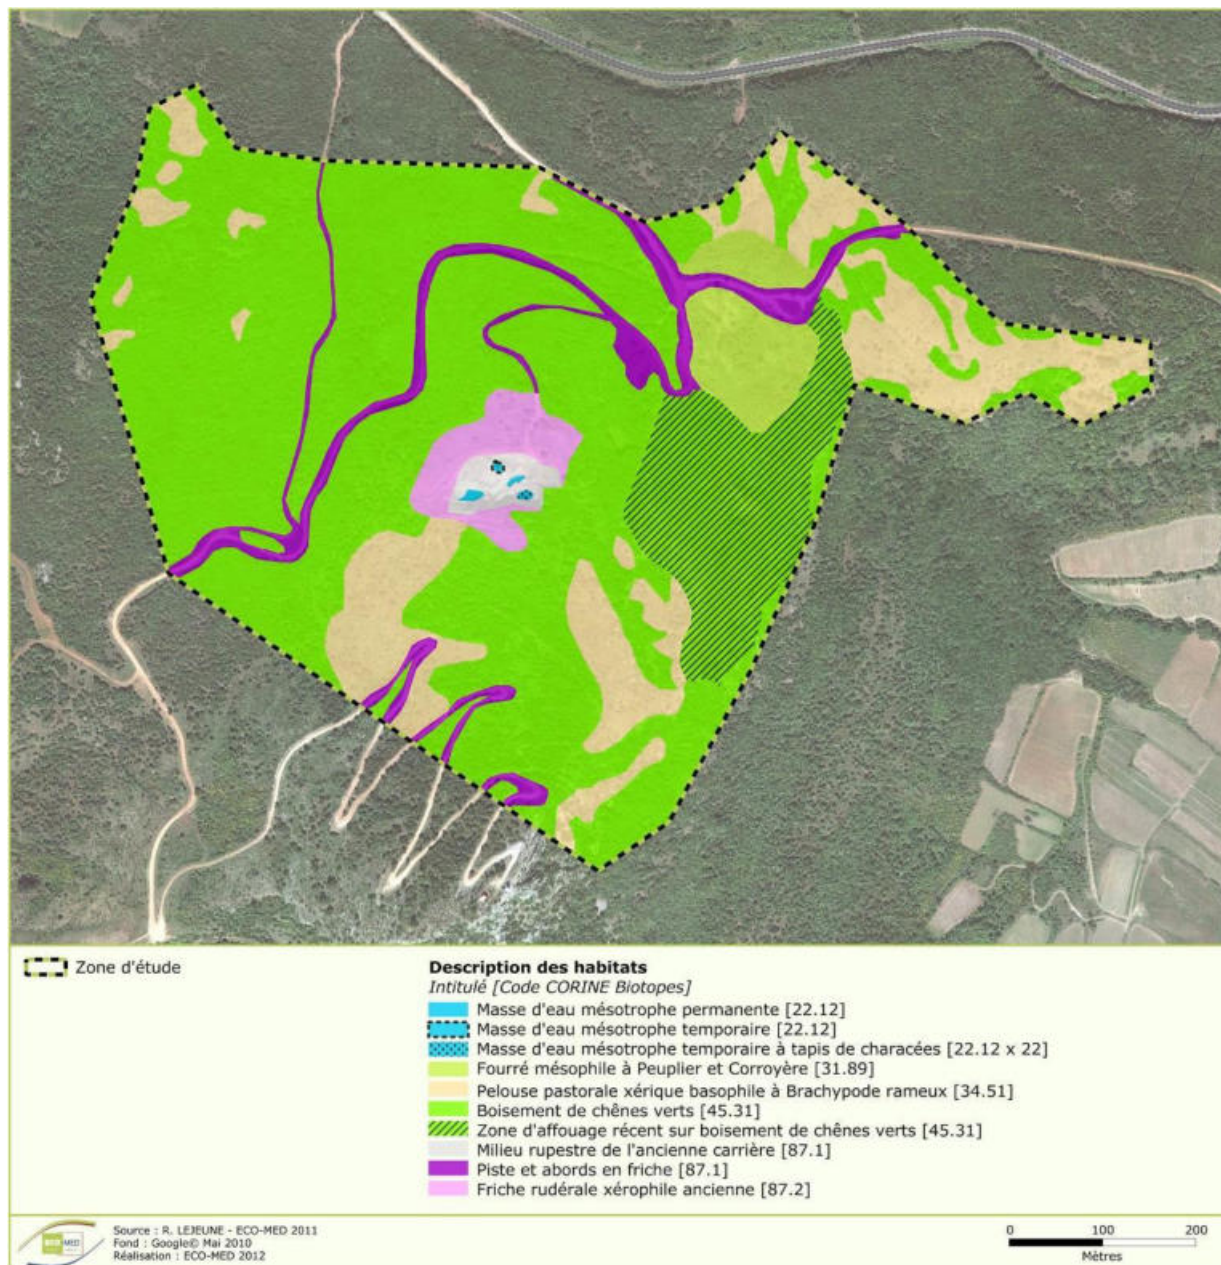 Zone d'étude
Description des habitats
Intitulé [Code CORINE Biotopes]
Masse d'eau mésotrophe permanente [22.12]
Masse d'eau mésotrophe temporaire [22.12]
Masse d'eau mésotrophe temporaire à tapis de characées [22.12 x 22]
Fourré mésophile à Peuplier et Corroyère [31.89]
Pelouse pastorale xérique basophile à Brachypode rameux [34.51]
Boisement de chênes verts [45.31]
Zone d'affouage récent sur boisement de chênes verts [45.31]
Milieu rupestre de l'ancienne carrière [87.1]
Piste et abords en friche [87.1]
Friche rudérale xérophile ancienne [87.2]
ECO MED
Source : R. LEJEUNE - ECO-MED 2011
Fond : Google© Mai 2010
Réalisation : ECO-MED 2012
0 100 200
Mètres